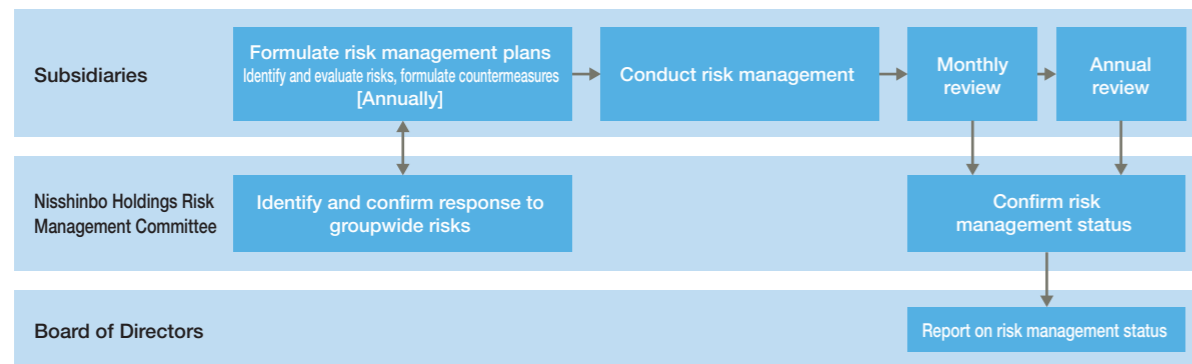 Subsidiaries
Formulate risk management plans
Identify and evaluate risks, formulate countermeasures
[Annually]
Conduct risk management
Monthly
review
Annual
review
Nisshinbo Holdings Risk
Management Committee
Identify and confirm response to
groupwide risks
Confirm risk
management status
Board of Directors
Report on risk management status